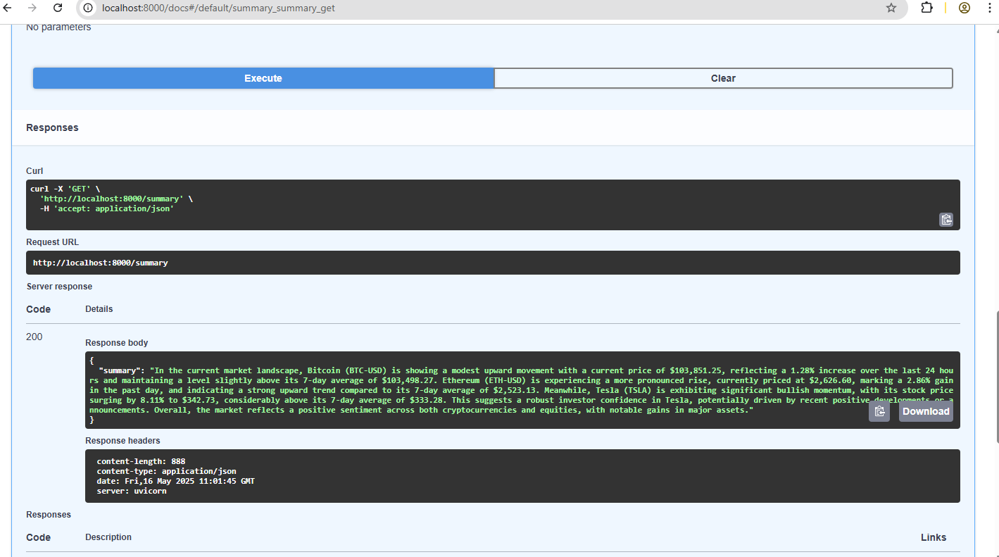 localhost:8000/docs#/default/summary_summary_get
No parameters
Execute
Clear
Responses
Curl
curl -X 'GET' \
  'http://localhost:8000/summary' \
  -H 'accept: application/json'
Request URL
http://localhost:8000/summary
Server response
Code Details
200
Response body
{
  "summary": "In the current market landscape, Bitcoin (BTC-USD) is showing a modest upward movement with a current price of $103,851.25, reflecting a 1.28% increase over the last 24 hou
rs and maintaining a level slightly above its 7-day average of $103,498.27. Ethereum (ETH-USD) is experiencing a more pronounced rise, currently priced at $2,626.60, marking a 2.86% gain
in the past day, and indicating a strong upward trend compared to its 7-day average of $2,523.13. Meanwhile, Tesla (TSLA) is exhibiting significant bullish momentum, with its stock price
surging by 8.11% to $342.73, considerably above its 7-day average of $333.28. This suggests a robust investor confidence in Tesla, potentially driven by recent positive developments or a
nnouncements. Overall, the market reflects a positive sentiment across both cryptocurrencies and equities, with notable gains in major assets."
}
Download
Response headers
content-length: 888
content-type: application/json
date: Fri,16 May 2025 11:01:45 GMT
server: uvicorn
Responses
Code Description Links